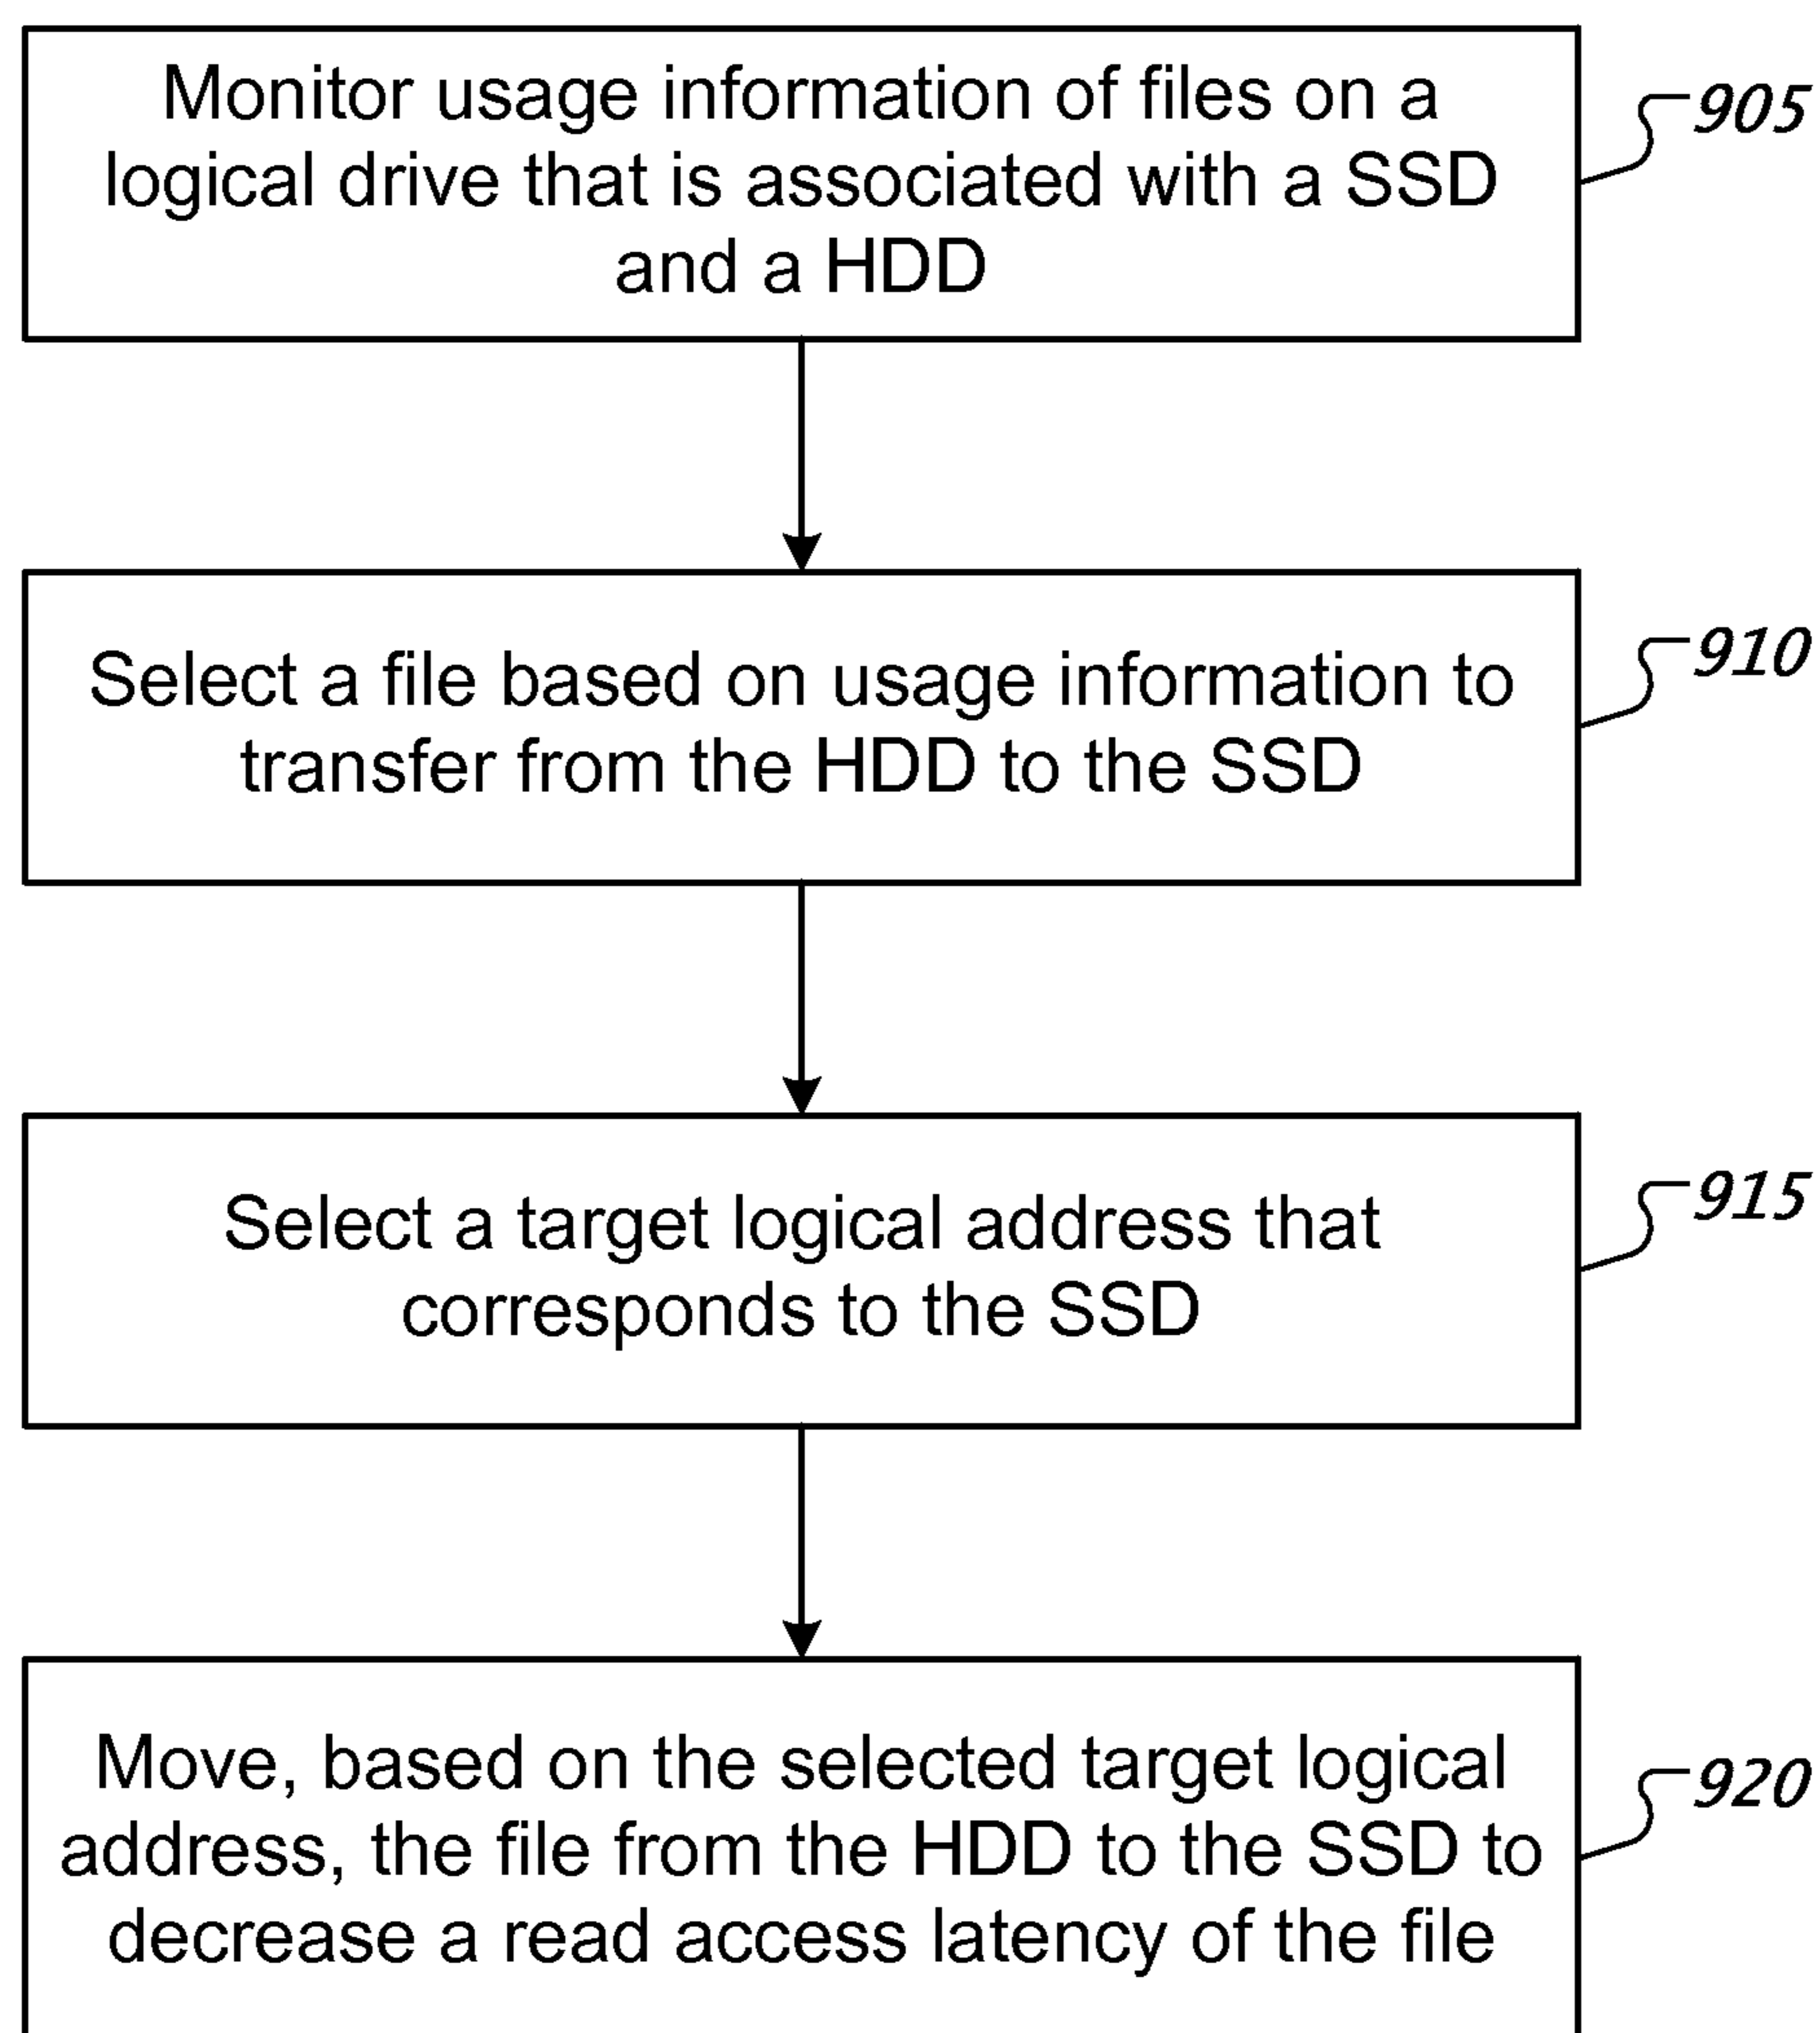 Monitor usage information of files on a
logical drive that is associated with a SSD
and a HDD
905
Select a file based on usage information to
transfer from the HDD to the SSD
910
Select a target logical address that
corresponds to the SSD
915
Move, based on the selected target logical
address, the file from the HDD to the SSD to
decrease a read access latency of the file
920